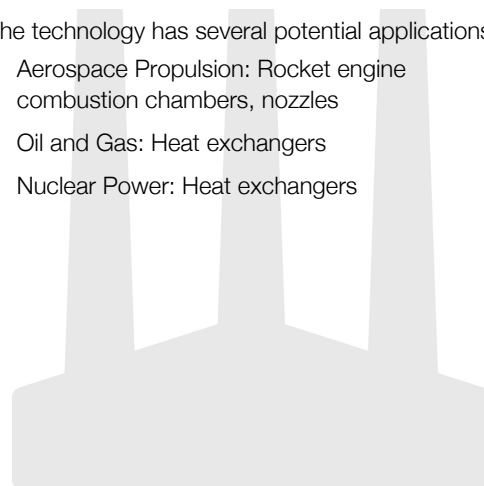 he technology has several potential applications
Aerospace Propulsion: Rocket engine
combustion chambers, nozzles
Oil and Gas: Heat exchangers
Nuclear Power: Heat exchangers